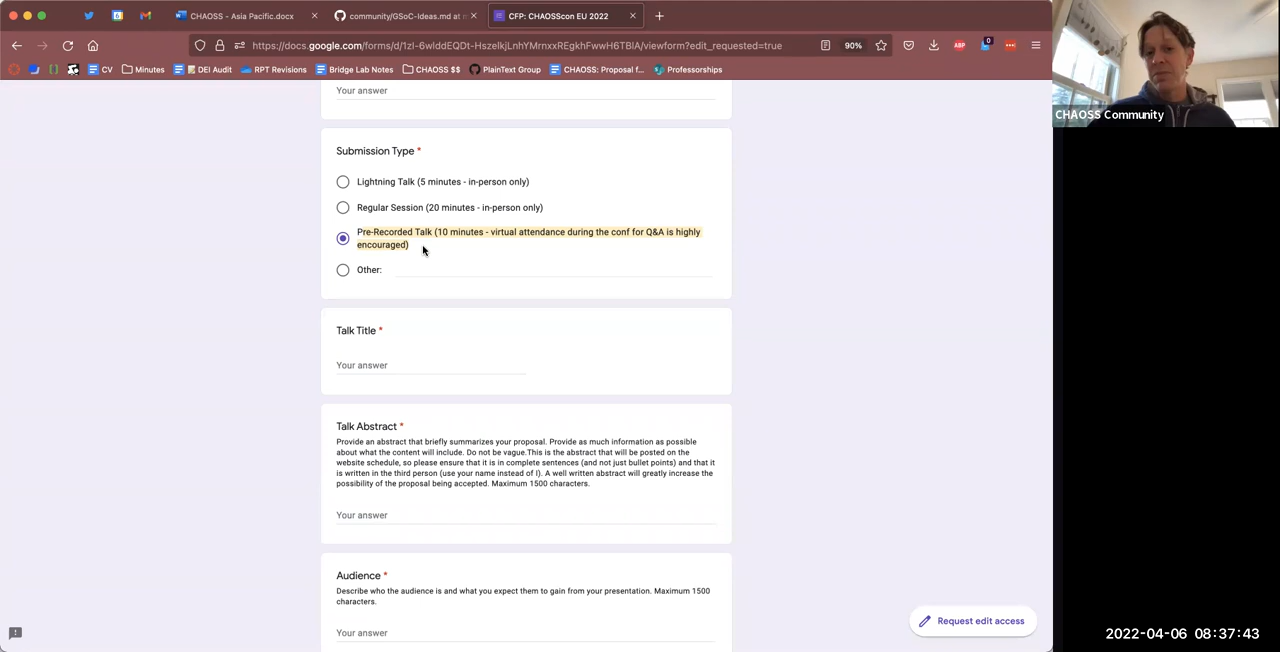 CHAOSS - Asia Pacific.docx
community/GSoC-Ideas.md at m
CFP: CHAOSScon EU 2022
https://docs.google.com/forms/d/1zI-6wlddEQDt-HszeIkjLnhYMrnxxREgkhFwwH6TBIA/viewform?edit_requested=true
90%
ABP
0
CV
Minutes
DEI Audit
RPT Revisions
Bridge Lab Notes
CHAOSS $$
PlainText Group
CHAOSS: Proposal f...
Professorships
CHAOSS Community
Your answer
Submission Type *
Lightning Talk (5 minutes - in-person only)
Regular Session (20 minutes - in-person only)
Pre-Recorded Talk (10 minutes - virtual attendance during the conf for Q&A is highly
encouraged)
Other:
Talk Title *
Your answer
Talk Abstract *
Provide an abstract that briefly summarizes your proposal. Provide as much information as possible
about what the content will include. Do not be vague.This is the abstract that will be posted on the
website schedule, so please ensure that it is in complete sentences (and not just bullet points) and that it
is written in the third person (use your name instead of I). A well written abstract will greatly increase the
possibility of the proposal being accepted. Maximum 1500 characters.
Your answer
Audience *
Describe who the audience is and what you expect them to gain from your presentation. Maximum 1500
characters.
Your answer
Request edit access
2022-04-06 08:37:43